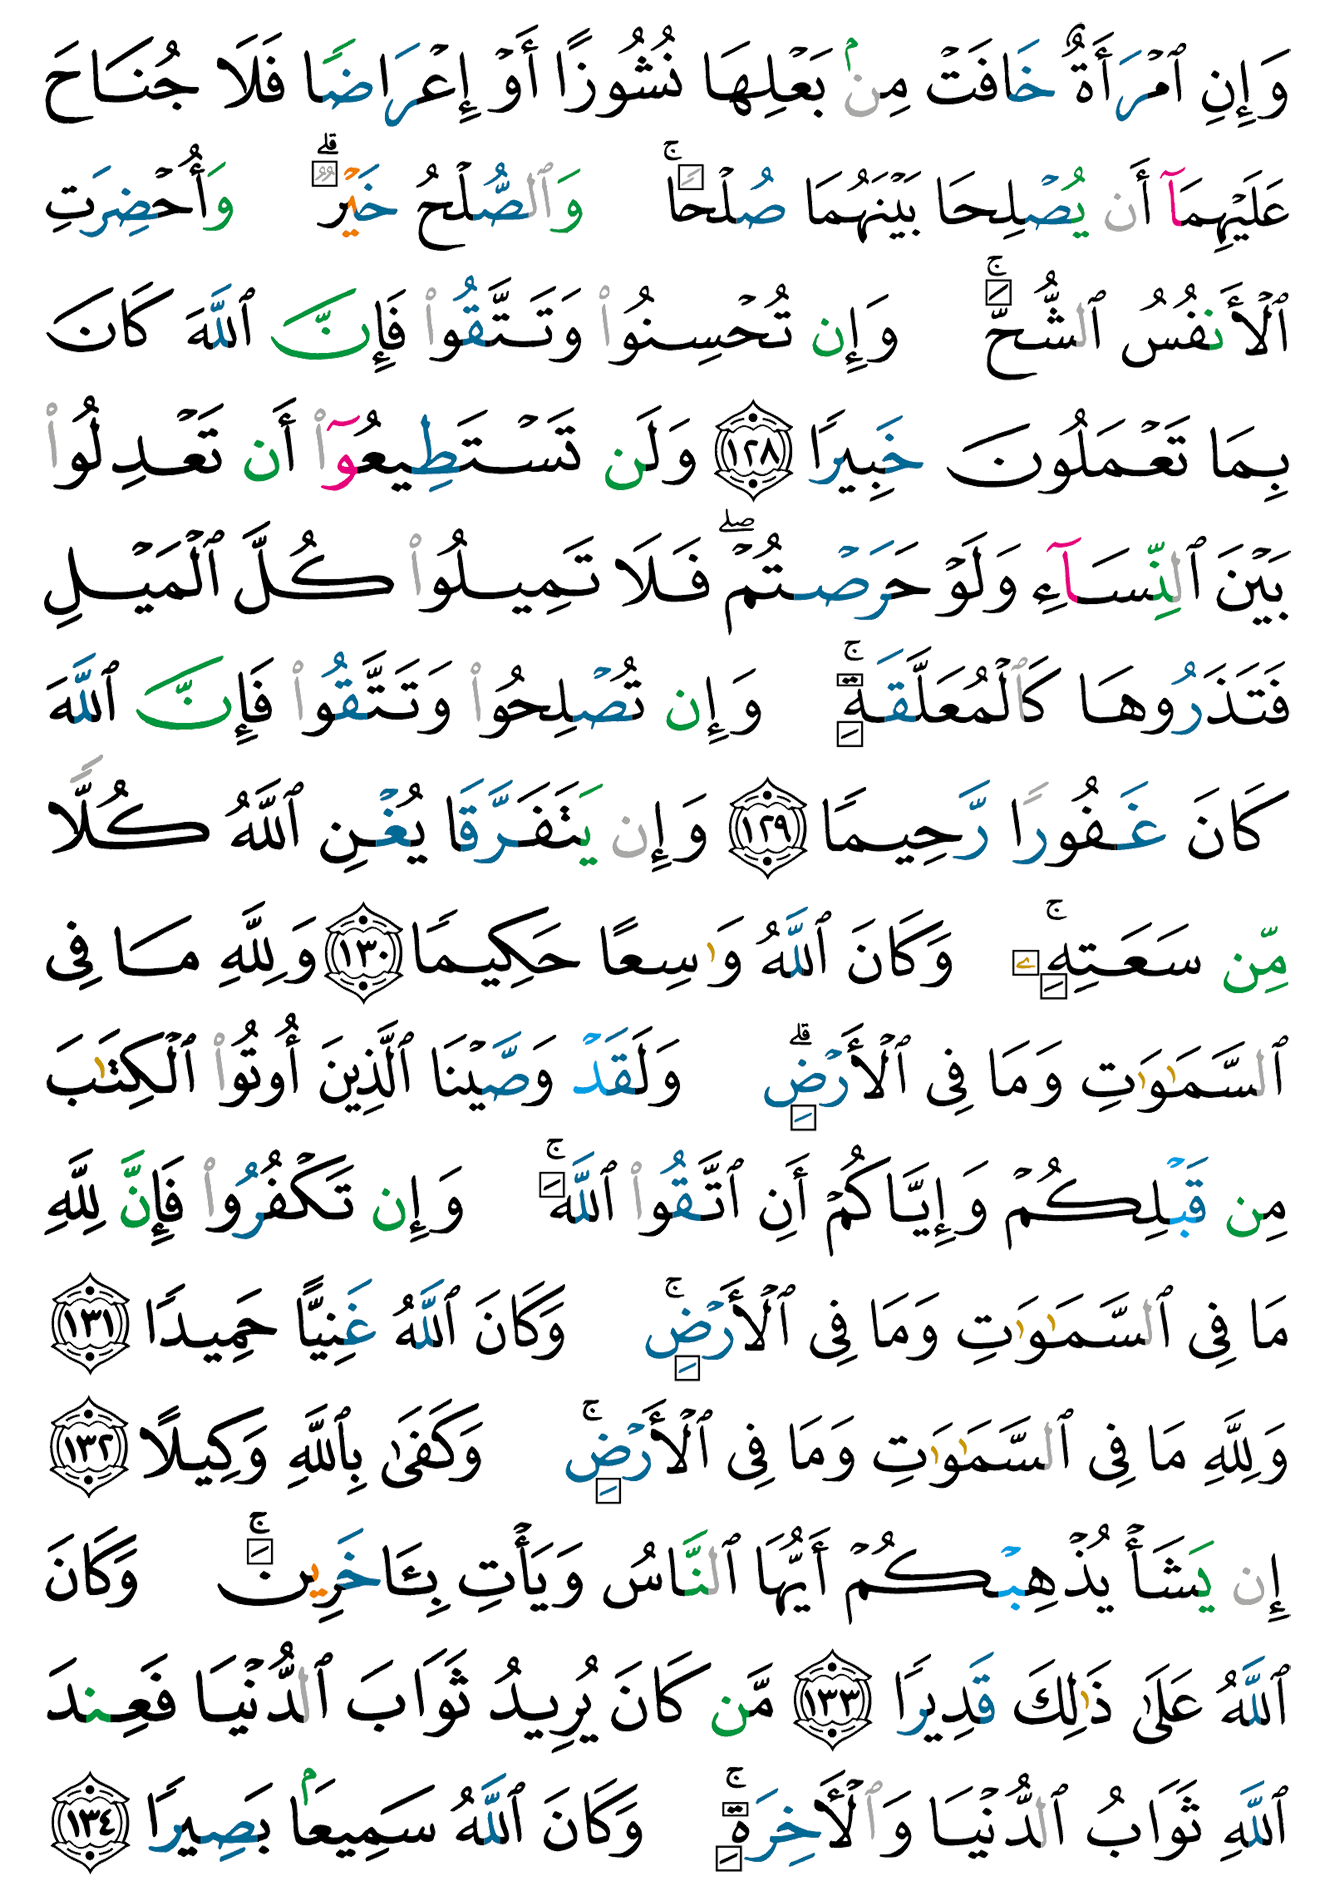 وَإِنِ ٱمْرَأَةٌ خَافَتْ مِنۢ بَعْلِهَا نُشُوزًا أَوْ إِعْرَاضًا فَلَا جُنَاحَ
عَلَيْهِمَآ أَن يُصْلِحَا بَيْنَهُمَا صُلْحًاۚ وَٱلصُّلْحُ خَيْرٌۗ وَأُحْضِرَتِ
ٱلْأَنفُسُ ٱلشُّحَّۚ وَإِن تُحْسِنُوا۟ وَتَتَّقُوا۟ فَإِنَّ ٱللَّهَ كَانَ
بِمَا تَعْمَلُونَ خَبِيرًا ١٢٨ وَلَن تَسْتَطِيعُوٓا۟ أَن تَعْدِلُوا۟
بَيْنَ ٱلنِّسَآءِ وَلَوْ حَرَصْتُمْۖ فَلَا تَمِيلُوا۟ كُلَّ ٱلْمَيْلِ
فَتَذَرُوهَا كَٱلْمُعَلَّقَةِۚ وَإِن تُصْلِحُوا۟ وَتَتَّقُوا۟ فَإِنَّ ٱللَّهَ
كَانَ غَفُورًا رَّحِيمًا ١٢٩ وَإِن يَتَفَرَّقَا يُغْنِ ٱللَّهُ كُلًّا
مِّن سَعَتِهِۦۚ وَكَانَ ٱللَّهُ وَٰسِعًا حَكِيمًا ١٣٠ وَلِلَّهِ مَا فِى
ٱلسَّمَٰوَٰتِ وَمَا فِى ٱلْأَرْضِۗ وَلَقَدْ وَصَّيْنَا ٱلَّذِينَ أُوتُوا۟ ٱلْكِتَٰبَ
مِن قَبْلِكُمْ وَإِيَّاكُمْ أَنِ ٱتَّقُوا۟ ٱللَّهَۚ وَإِن تَكْفُرُوا۟ فَإِنَّ لِلَّهِ
مَا فِى ٱلسَّمَٰوَٰتِ وَمَا فِى ٱلْأَرْضِۚ وَكَانَ ٱللَّهُ غَنِيًّا حَمِيدًا ١٣١
وَلِلَّهِ مَا فِى ٱلسَّمَٰوَٰتِ وَمَا فِى ٱلْأَرْضِۚ وَكَفَىٰ بِٱللَّهِ وَكِيلًا ١٣٢
إِن يَشَأْ يُذْهِبْكُمْ أَيُّهَا ٱلنَّاسُ وَيَأْتِ بِـَٔاخَرِينَۚ وَكَانَ
ٱللَّهُ عَلَىٰ ذَٰلِكَ قَدِيرًا ١٣٣ مَّن كَانَ يُرِيدُ ثَوَابَ ٱلدُّنْيَا فَعِندَ
ٱللَّهِ ثَوَابُ ٱلدُّنْيَا وَٱلْأَخِرَةِۚ وَكَانَ ٱللَّهُ سَمِيعَۢا بَصِيرًا ١٣٤